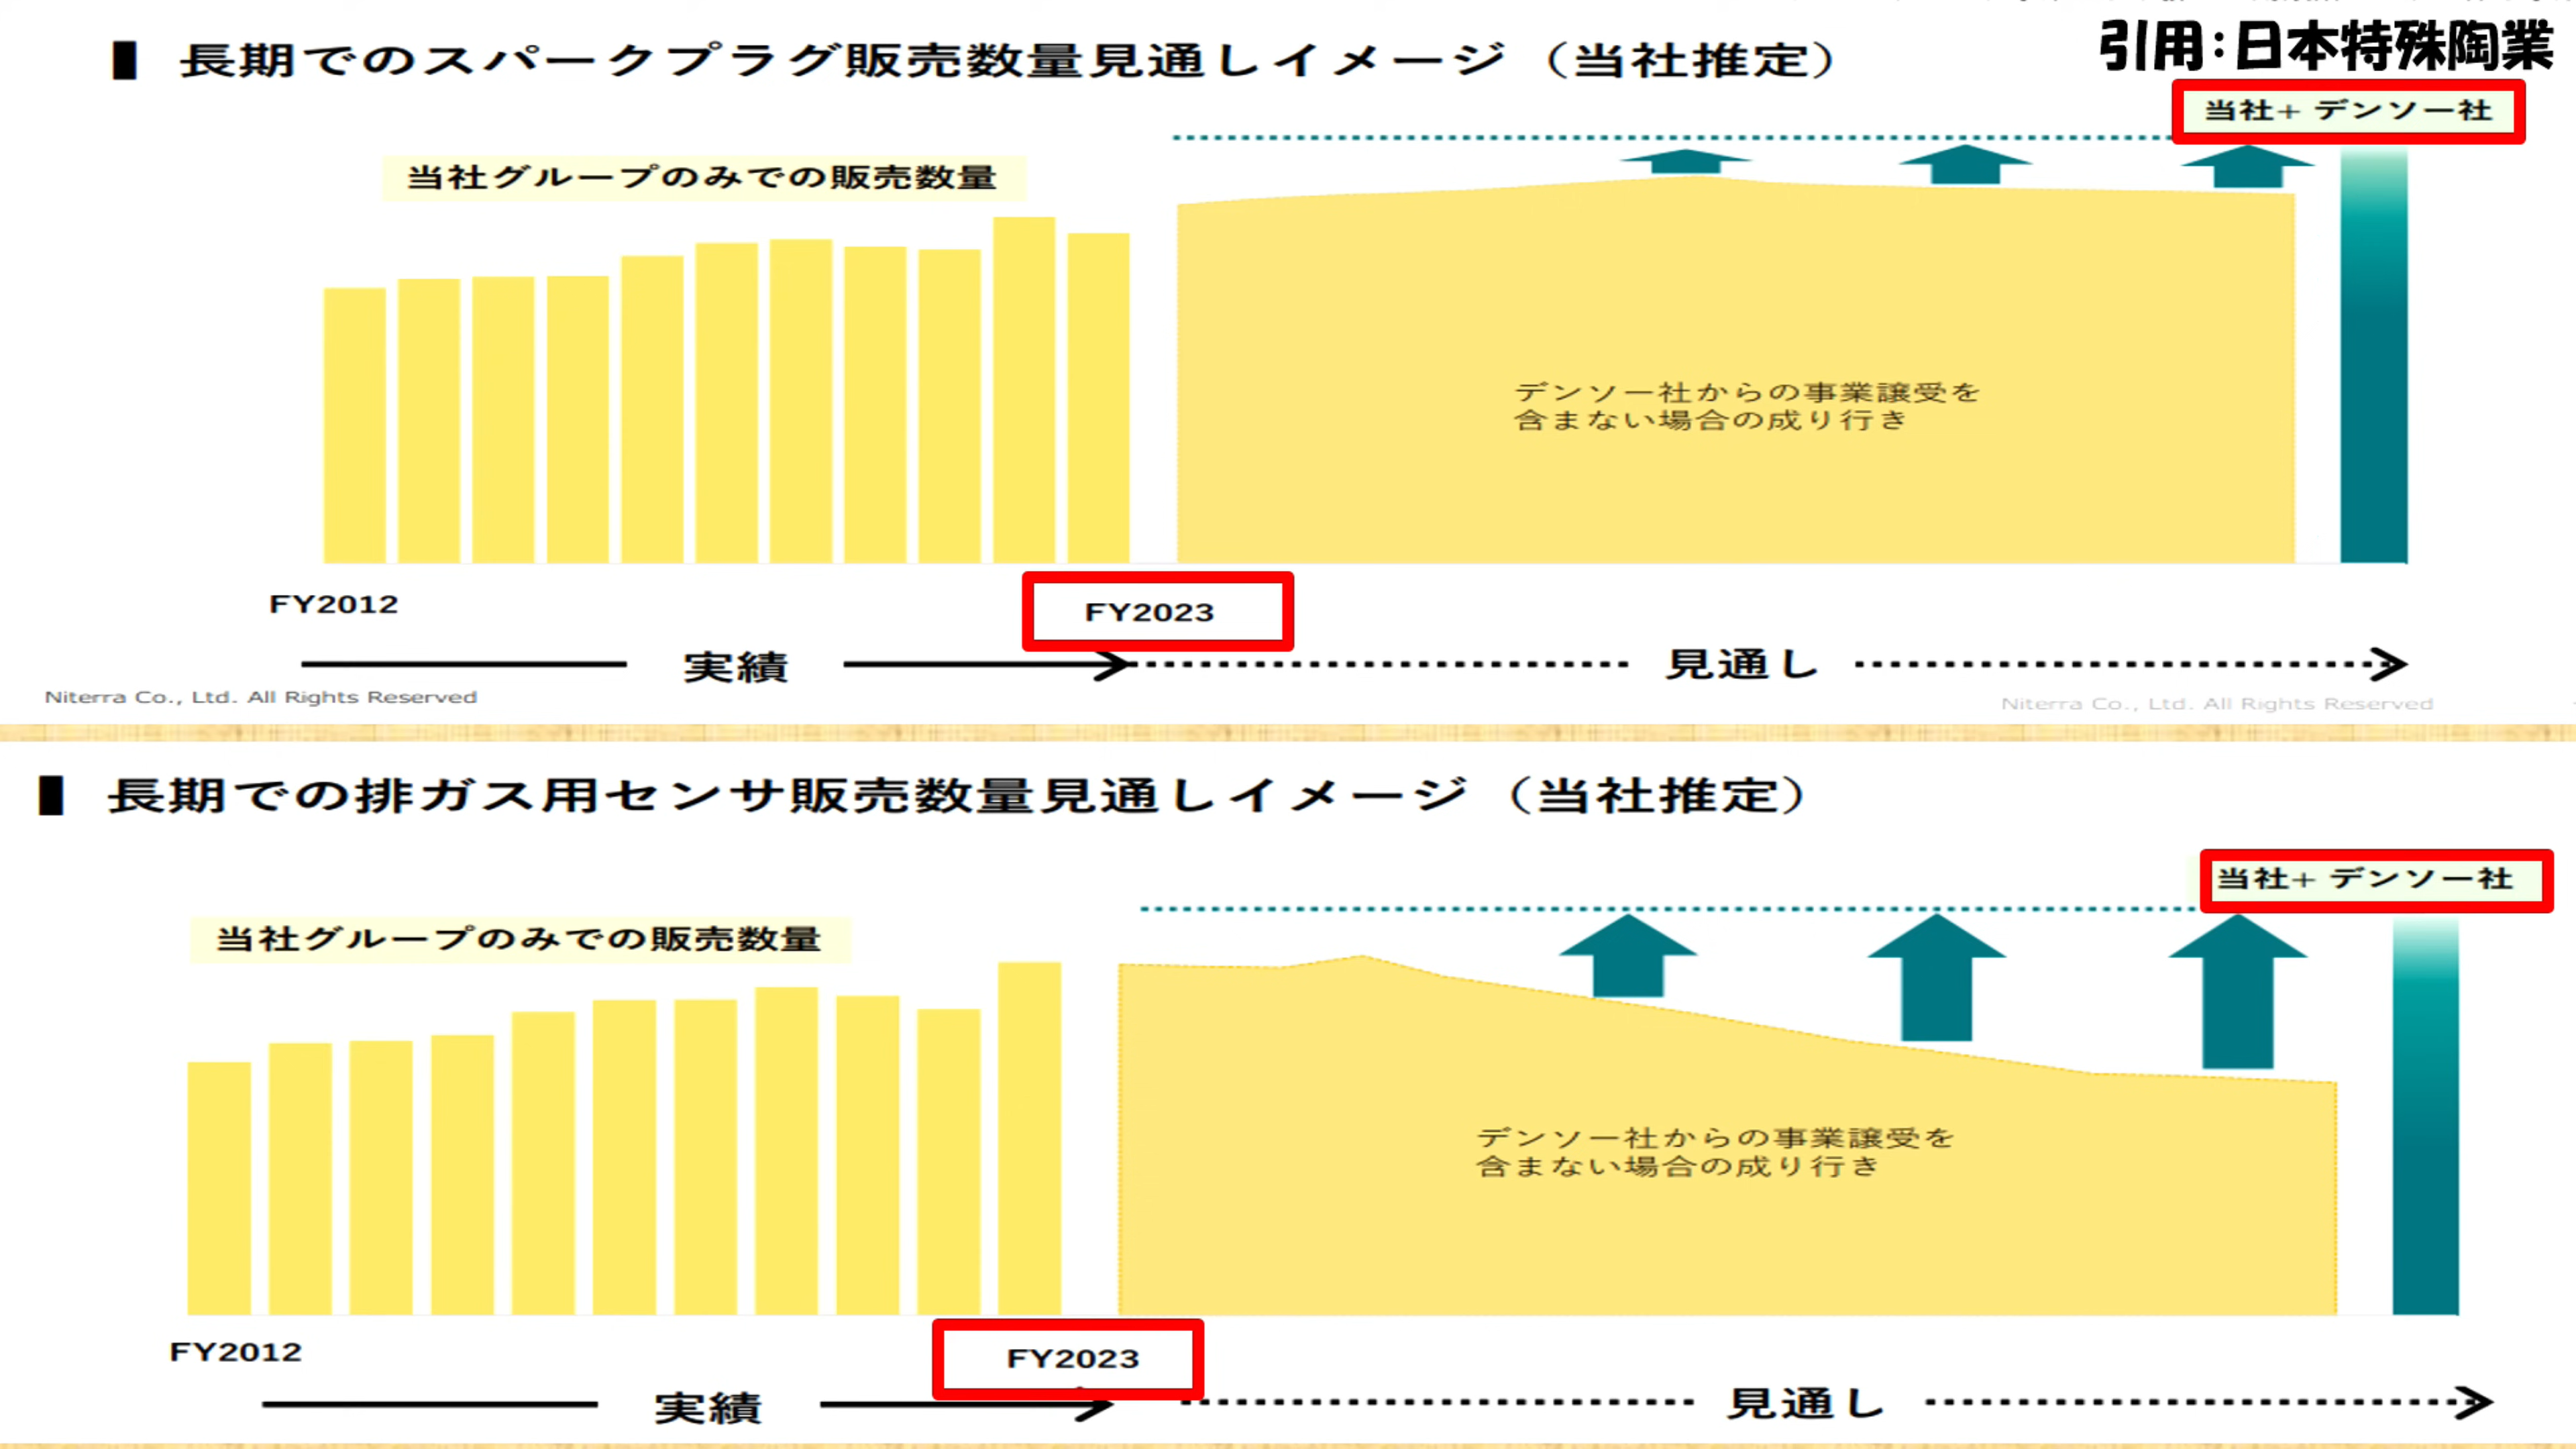 長期でのスパークプラグ販売数量見通しイメージ（当社推定）
引用：日本特殊陶業
当社+ デンソー社
当社グループのみでの販売数量
デンソー社からの事業譲受を
含まない場合の成り行き
FY2012
FY2023
実績
見通し
Niterra Co., Ltd. All Rights Reserved
Niterra Co., Ltd. All Rights Reserved
長期での排ガス用センサ販売数量見通しイメージ（当社推定）
当社+ デンソー社
当社グループのみでの販売数量
デンソー社からの事業譲受を
含まない場合の成り行き
FY2012
FY2023
実績
見通し